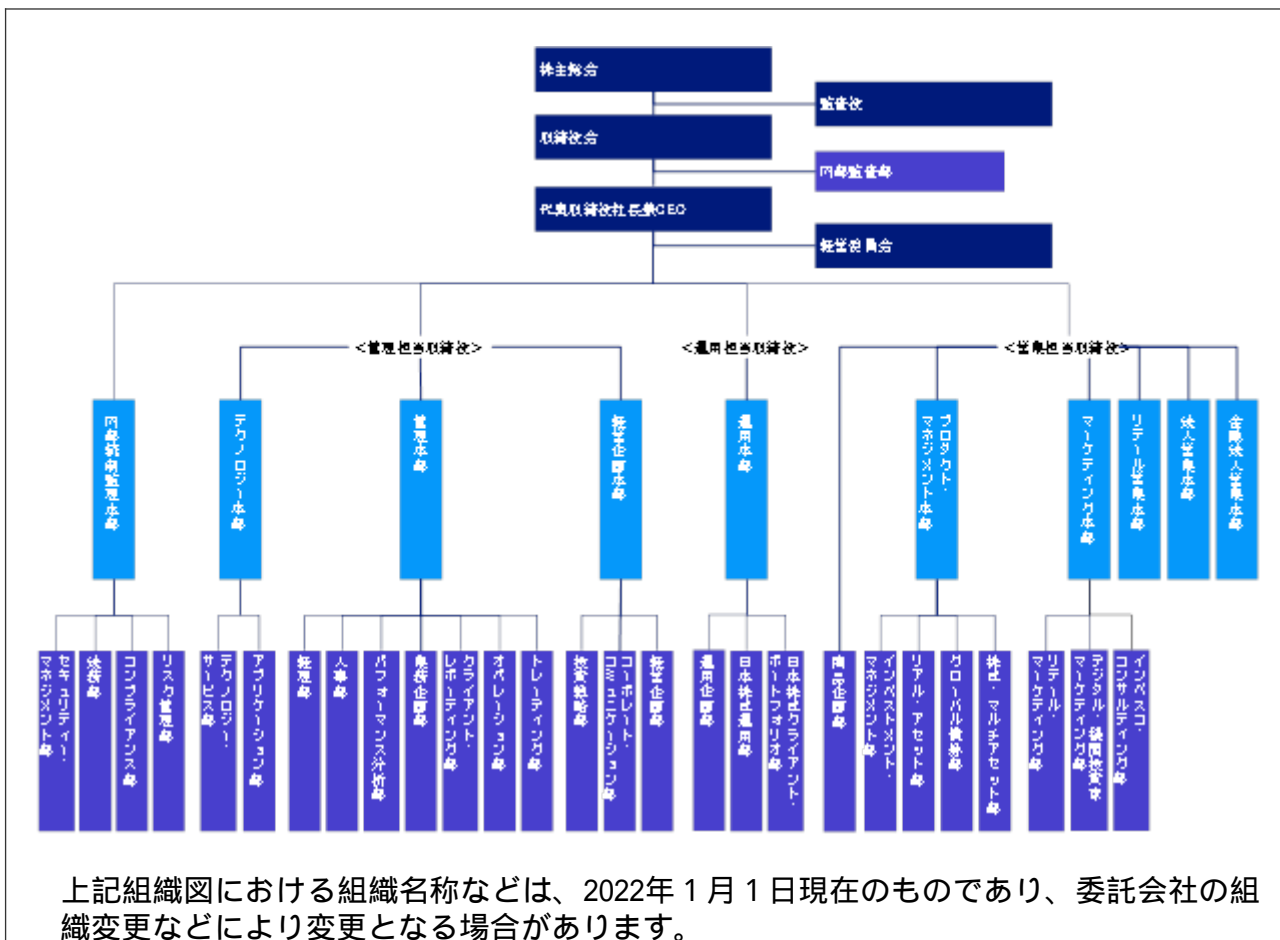 株主総会
監査役
取締役会
内部監査部
代表取締役社長兼CEO
経営委員会
<管理担当取締役>
<運用担当取締役>
<営業担当取締役>
内部統制監理本部
テクノロジー本部
管理本部
経営企画本部
運用本部
プロダクト・
マネジメント本部
マーケティング本部
リテール営業本部
法人営業本部
金融法人営業本部
セキュリティー・
マネジメント部
法務部
コンプライアンス部
リスク管理部
テクノロジー・
サービス部
アプリケーション部
経理部
人事部
パフォーマンス分析部
業務企画部
クライアント・
レポーティング部
オペレーション部
トレーディング部
投資戦略部
コーポレート・
コミュニケーション部
経営企画部
運用企画部
日本株式運用部
日本株式クライアント・
ポートフォリオ部
商品企画部
インベストメント・
マネジメント部
リアル・アセット部
グローバル債券部
株式・マルチアセット部
リテール・
マーケティング部
デジタル・機関投資家
マーケティング部
インベスコ・
コンサルティング部
上記組織図における組織名称などは、2022年1月1日現在のものであり、委託会社の組
織変更などにより変更となる場合があります。